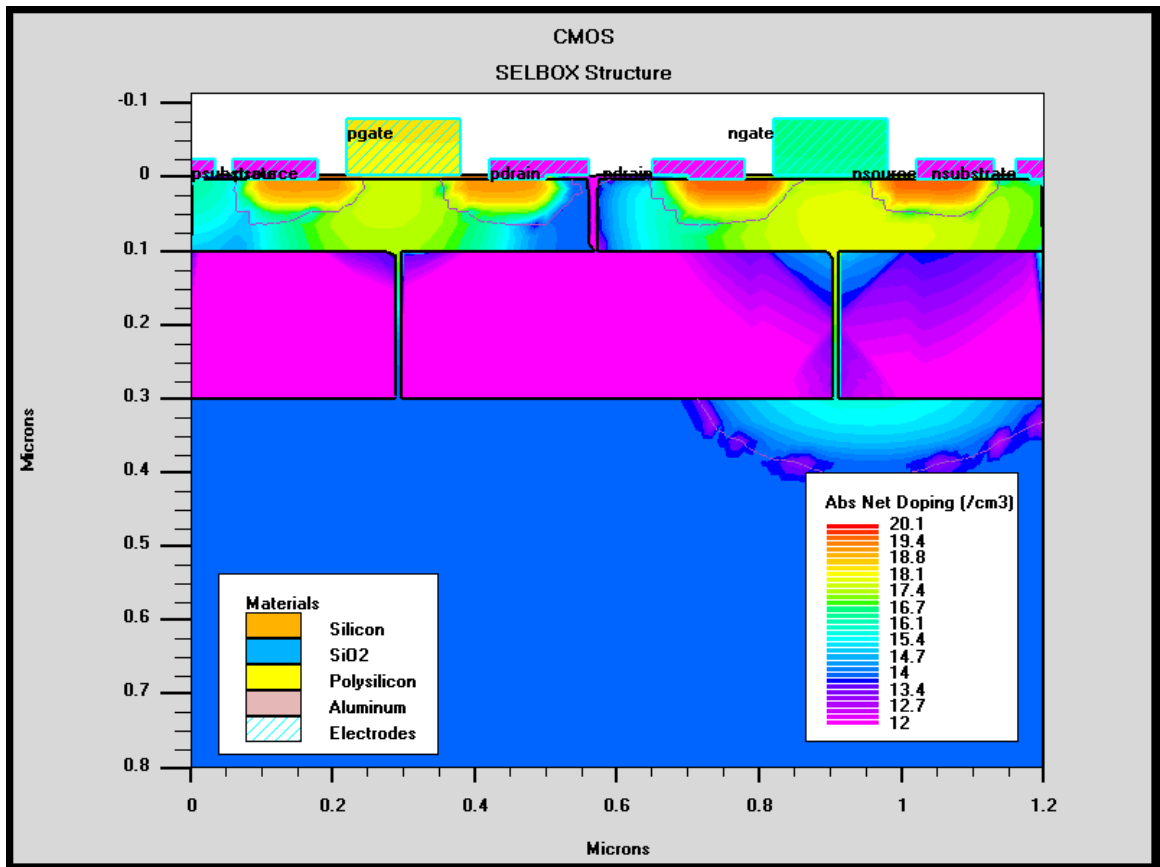 CMOS
SELBOX Structure
-0.1
0
0.1
0.2
0.3
0.4
0.5
0.6
0.7
0.8
Microns
pgate
ngate
pdrain
ndrain
nsource
nsubstrate
Materials
Silicon
SiO2
Polysilicon
Aluminum
Electrodes
Abs Net Doping (/cm3)
20.1
19.4
18.8
18.1
17.4
16.7
16.1
15.4
14.7
14
13.4
12.7
12
0
0.2
0.4
0.6
0.8
1
1.2
Microns